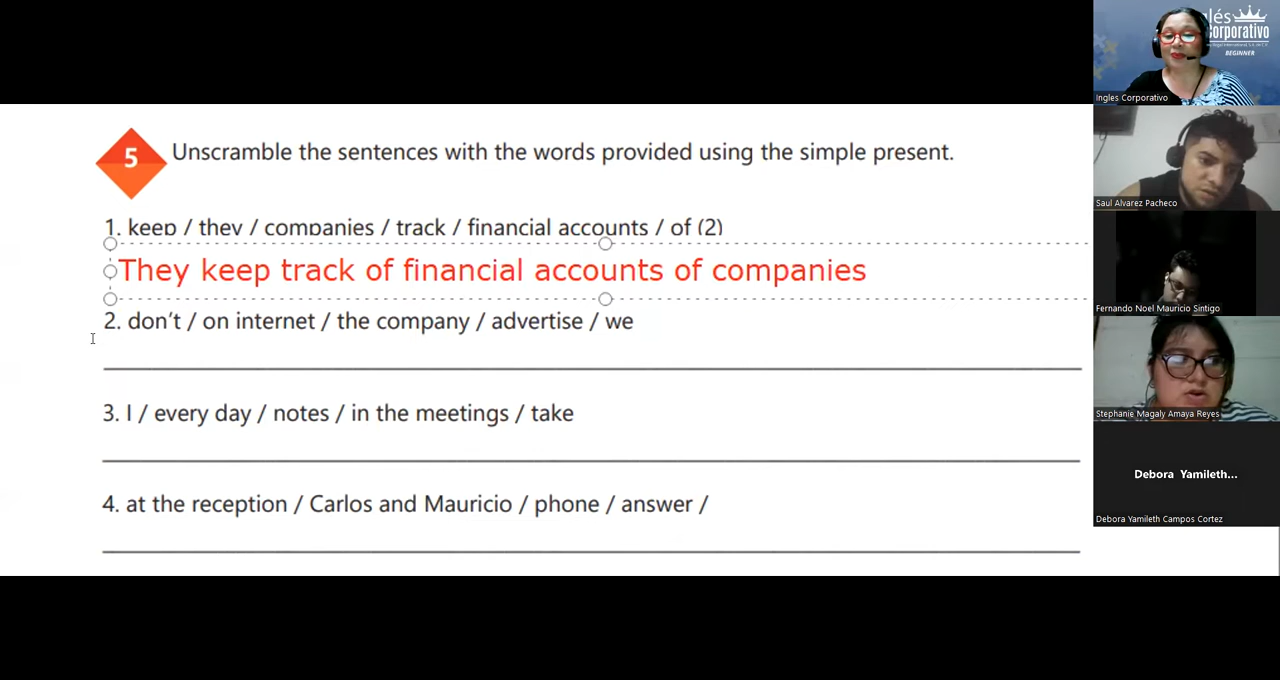 5 Unscramble the sentences with the words provided using the simple present.
1. keep / they / companies / track / financial accounts / of (2)
They keep track of financial accounts of companies
2. don't / on internet / the company / advertise / we
3. I / every day / notes / in the meetings / take
4. at the reception / Carlos and Mauricio / phone / answer /
glés
orporativo
BEGINNER
Ingles Corporativo
Saul Alvarez Pacheco
Fernando Noel Mauricio Sintigo
Stephanie Magaly Amaya Reyes
Debora Yamileth...
Debora Yamileth Campos Cortez